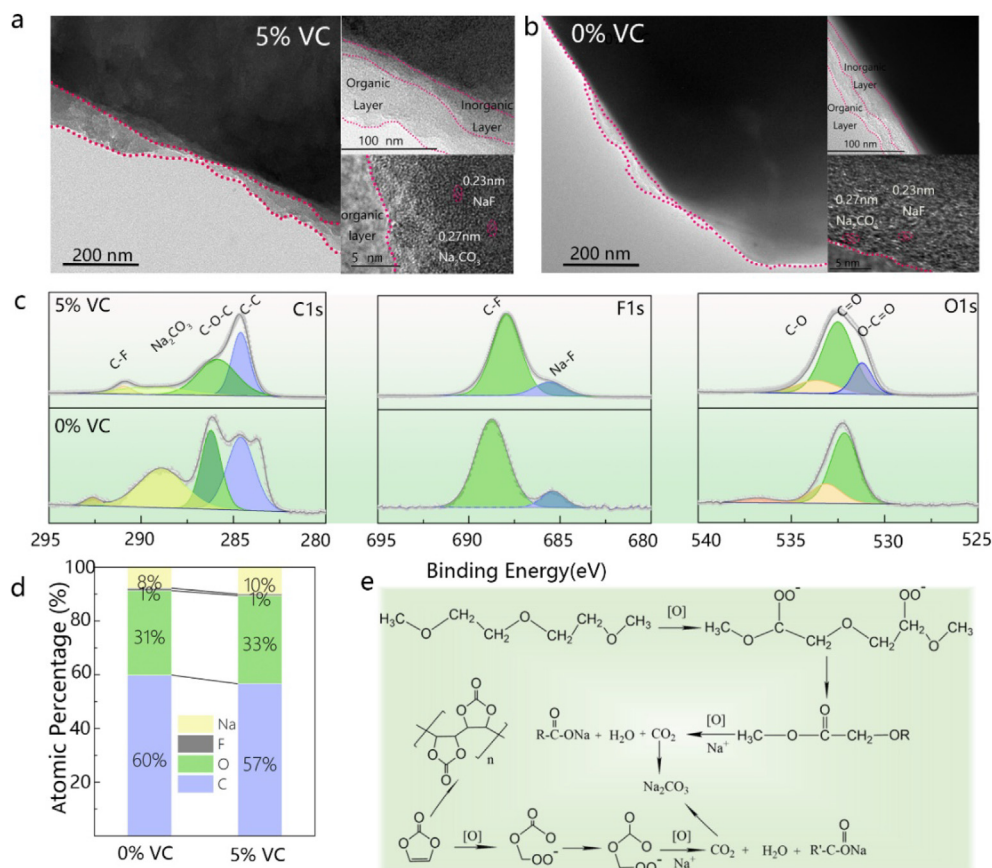 a
5% VC
Organic
Layer
Inorganic
Layer
100 nm
0.23nm
NaF
organic
layer
0.27nm
Na₂CO₃
5 nm
200 nm
b
0% VC
Inorganic
Layer
Organic
Layer
100 nm
0.23nm
0.27nm
NaF
Na₂CO₃
5 nm
200 nm
c
5% VC
C1s
C-F
Na₂CO₃
C-O-C
C-C
0% VC
F1s
C-F
Na-F
O1s
C-O
C=O
O-C=O
295 290 285 280
695 690 685 680
540 535 530 525
Binding Energy(eV)
d
Atomic Percentage (%)
100
80
60
40
20
8%
1%
31%
60%
10%
1%
33%
57%
Na
F
O
C
0% VC
5% VC
e
H₃C O CH₂ CH₂ O CH₂ CH₂ O CH₃
[O]
H₃C O CH OO⁻ CH₂ O CH₂ CH OO⁻ O CH₃
H₃C O O CH₂ OR
[O]
Na⁺
O
R-C-ONa + H₂O + CO₂
Na₂CO₃
O O O O O O n
O O O
[O]
O O O OO⁻
O O O OO⁻
[O]
Na⁺
CO₂ + H₂O + R'-C-ONa
O